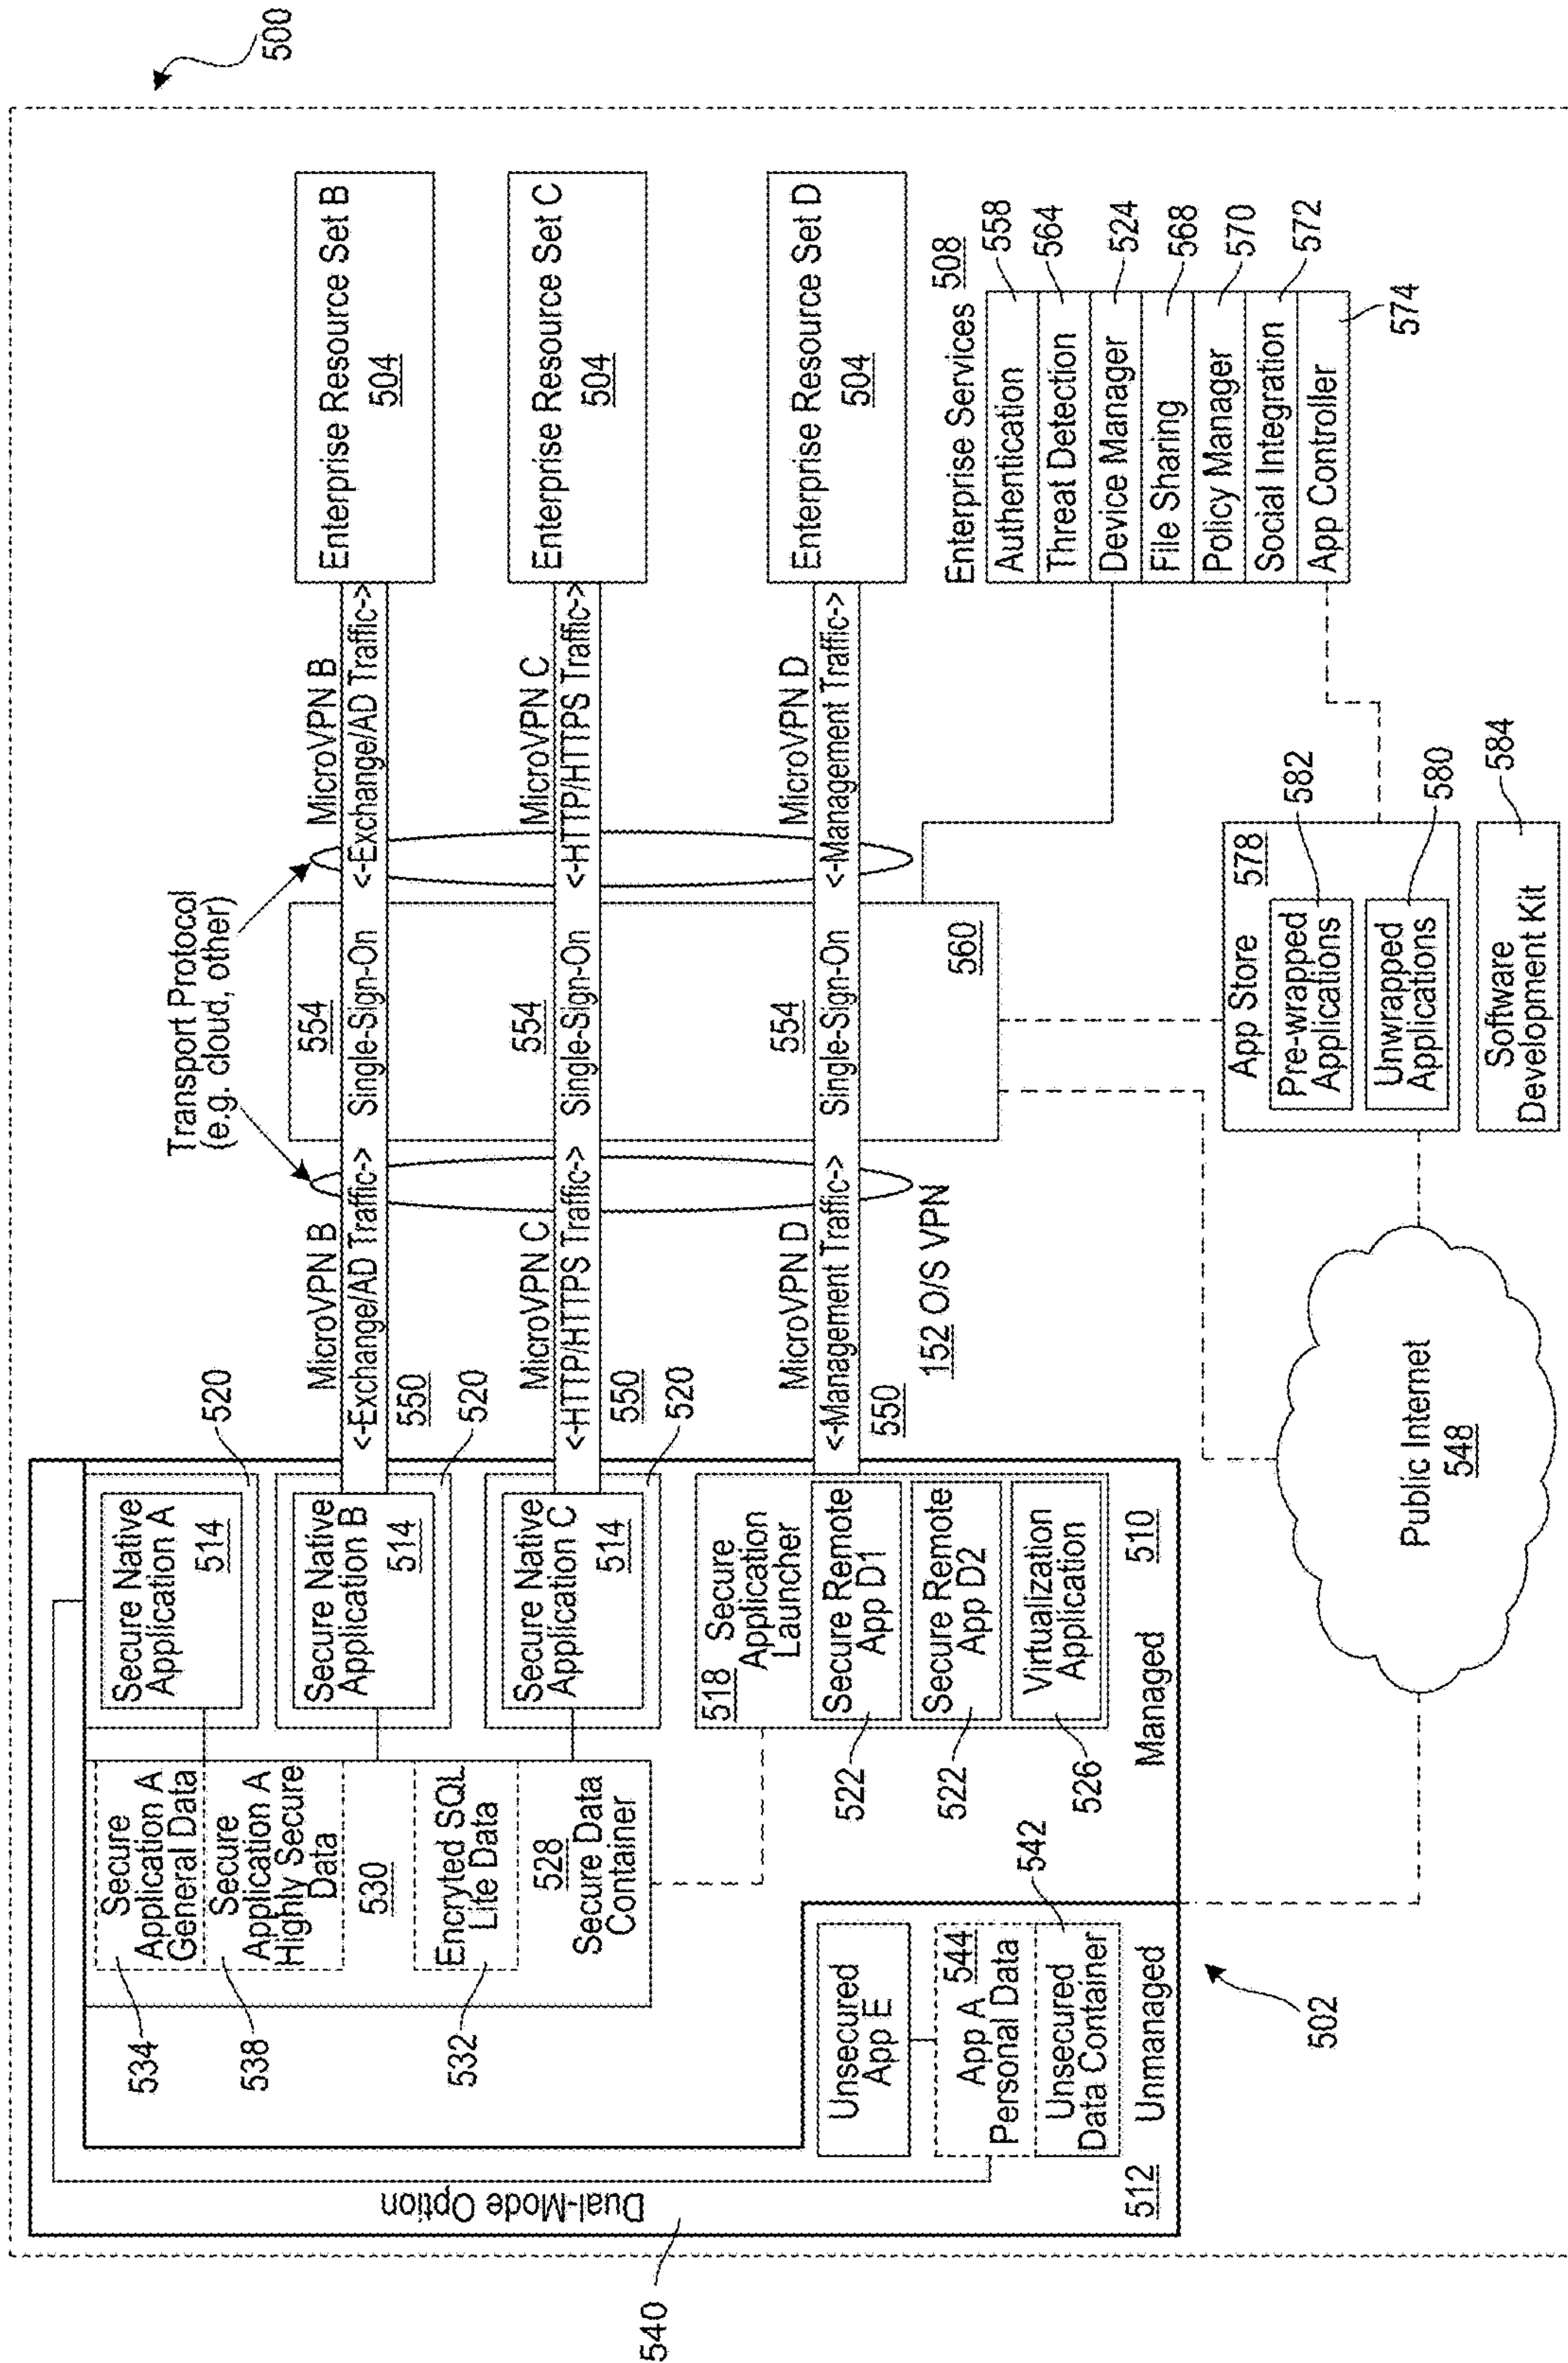 500
Transport Protocol
(e.g. cloud, other)
Dual-Mode Option
540
534
Secure
Application A
General Data
538
Secure
Application A
Highly Secure
Data
530
532
Encryted SQL
Lite Data
528
Secure Data
Container
Secure Native
Application A
514
520
Secure Native
Application B
514
520
Secure Native
Application C
514
520
518 Secure
Application
Launcher
Secure Remote
App D1
522
Secure Remote
App D2
522
Virtualization
Application
526
Managed
510
Unsecured
App E
App A
544
Personal Data
Unsecured
Data Container
542
Unmanaged
512
502
MicroVPN B
<-Exchange/AD Traffic->
550
MicroVPN C
<-HTTP/HTTPS Traffic->
550
MicroVPN D
<-Management Traffic->
550
152 O/S VPN
554
Single-Sign-On
554
Single-Sign-On
554
Single-Sign-On
560
MicroVPN B
<-Exchange/AD Traffic->
MicroVPN C
<-HTTP/HTTPS Traffic->
MicroVPN D
<-Management Traffic->
Enterprise Resource Set B
504
Enterprise Resource Set C
504
Enterprise Resource Set D
504
Enterprise Services 508
Authentication
558
Threat Detection
564
Device Manager
524
File Sharing
568
Policy Manager
570
Social Integration
572
App Controller
574
Public Internet
548
App Store 578
Pre-wrapped
Applications
582
Unwrapped
Applications
580
Software
Development Kit
584